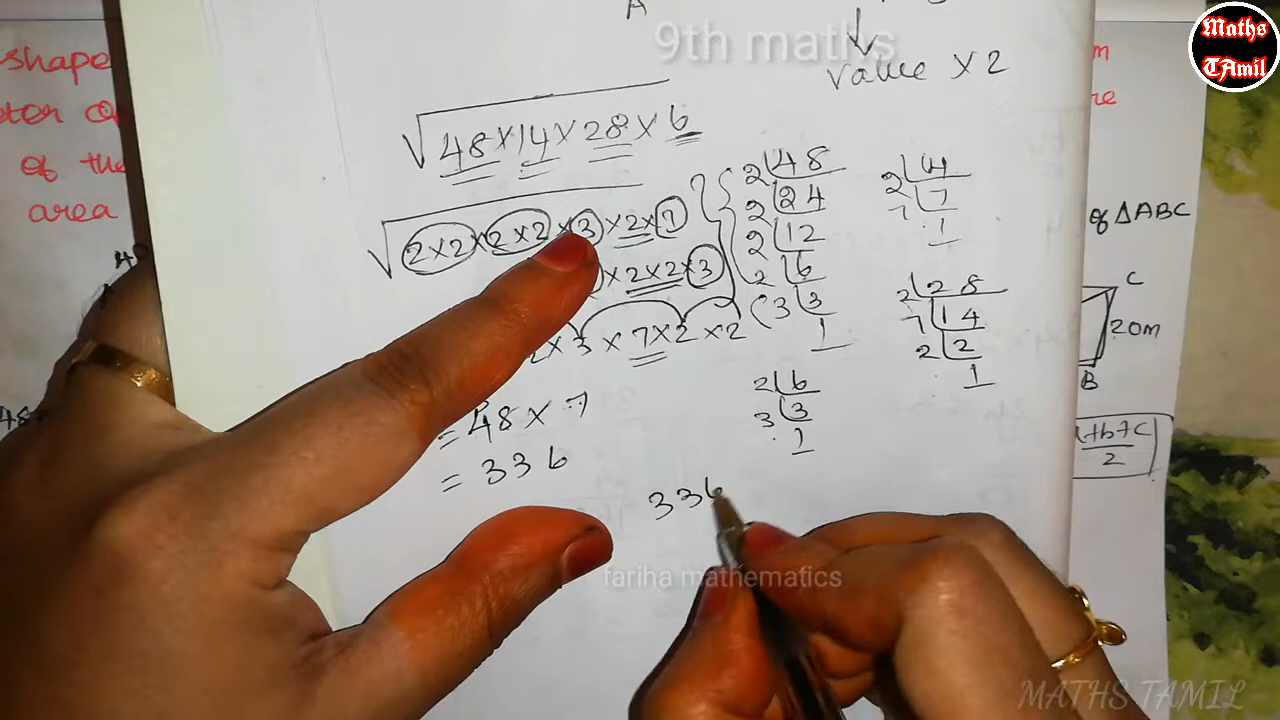 9th maths
Maths
TAmil
A
value × 2
shape
of the
area
√48×14×28×6
√2×2×2×2×3×2×7
×2×2×3
2×3×7×2×2
= 48×7
= 336
336
2 48
2 24
2 12
2 6
3 3
1
2 14
7 7
1
2 28
7 14
2 2
1
2 6
3 3
1
of ΔABC
C
20m
B
+b+c
2
fariha mathematics
MATHS TAMIL